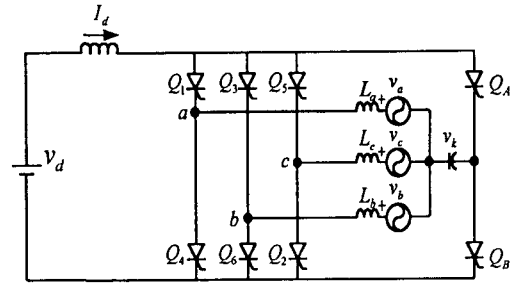 I_d
Q_1 Q_3 Q_5 Q_A
L_a + v_a
a
v_d
c L_c + v_c v_k
b L_b + v_b
Q_4 Q_6 Q_2 Q_B